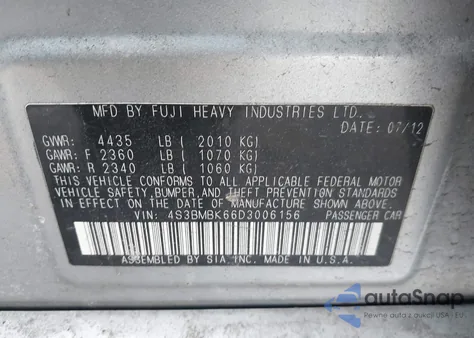 MFD BY FUJI HEAVY INDUSTRIES LTD.
DATE: 07/12
GVWR: 4435 LB ( 2010 KG)
GAWR: F 2360 LB ( 1070 KG)
GAWR: R 2340 LB ( 1060 KG)
THIS VEHICLE CONFORMS TO ALL APPLICABLE FEDERAL MOTOR
VEHICLE SAFETY, BUMPER, AND THEFT PREVENTION STANDARDS
IN EFFECT ON THE DATE OF MANUFACTURE SHOWN ABOVE.
VIN: 4S3BMBK66D3006156 PASSENGER CAR
ASSEMBLED BY SIA, INC. MADE IN U.S.A.
autoSnap